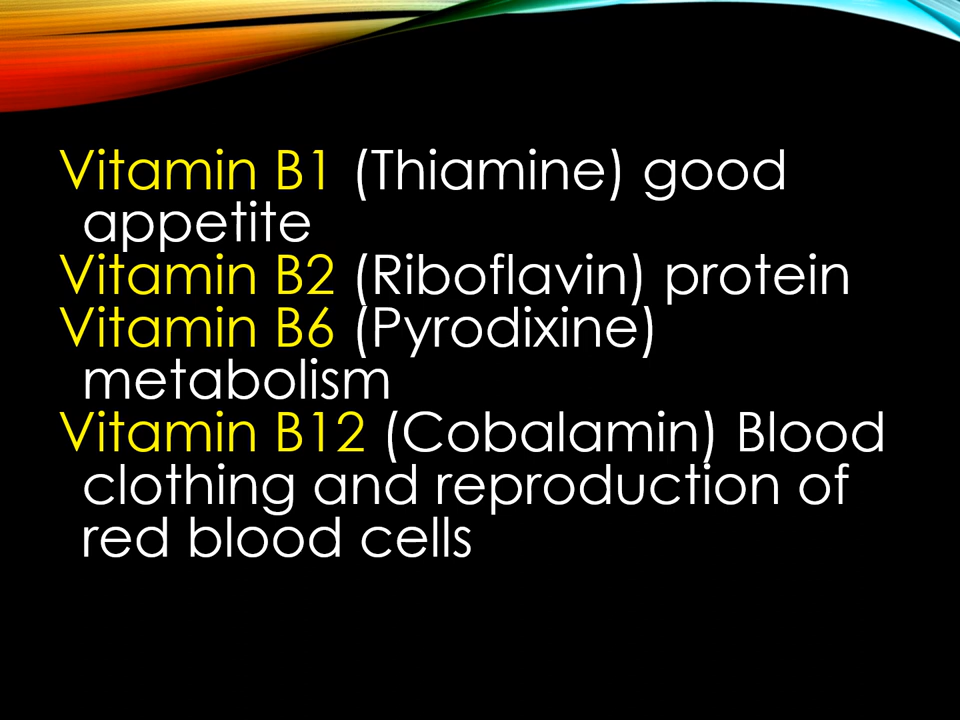 Vitamin B1 (Thiamine) good
appetite
Vitamin B2 (Riboflavin) protein
Vitamin B6 (Pyrodixine)
metabolism
Vitamin B12 (Cobalamin) Blood
clothing and reproduction of
red blood cells